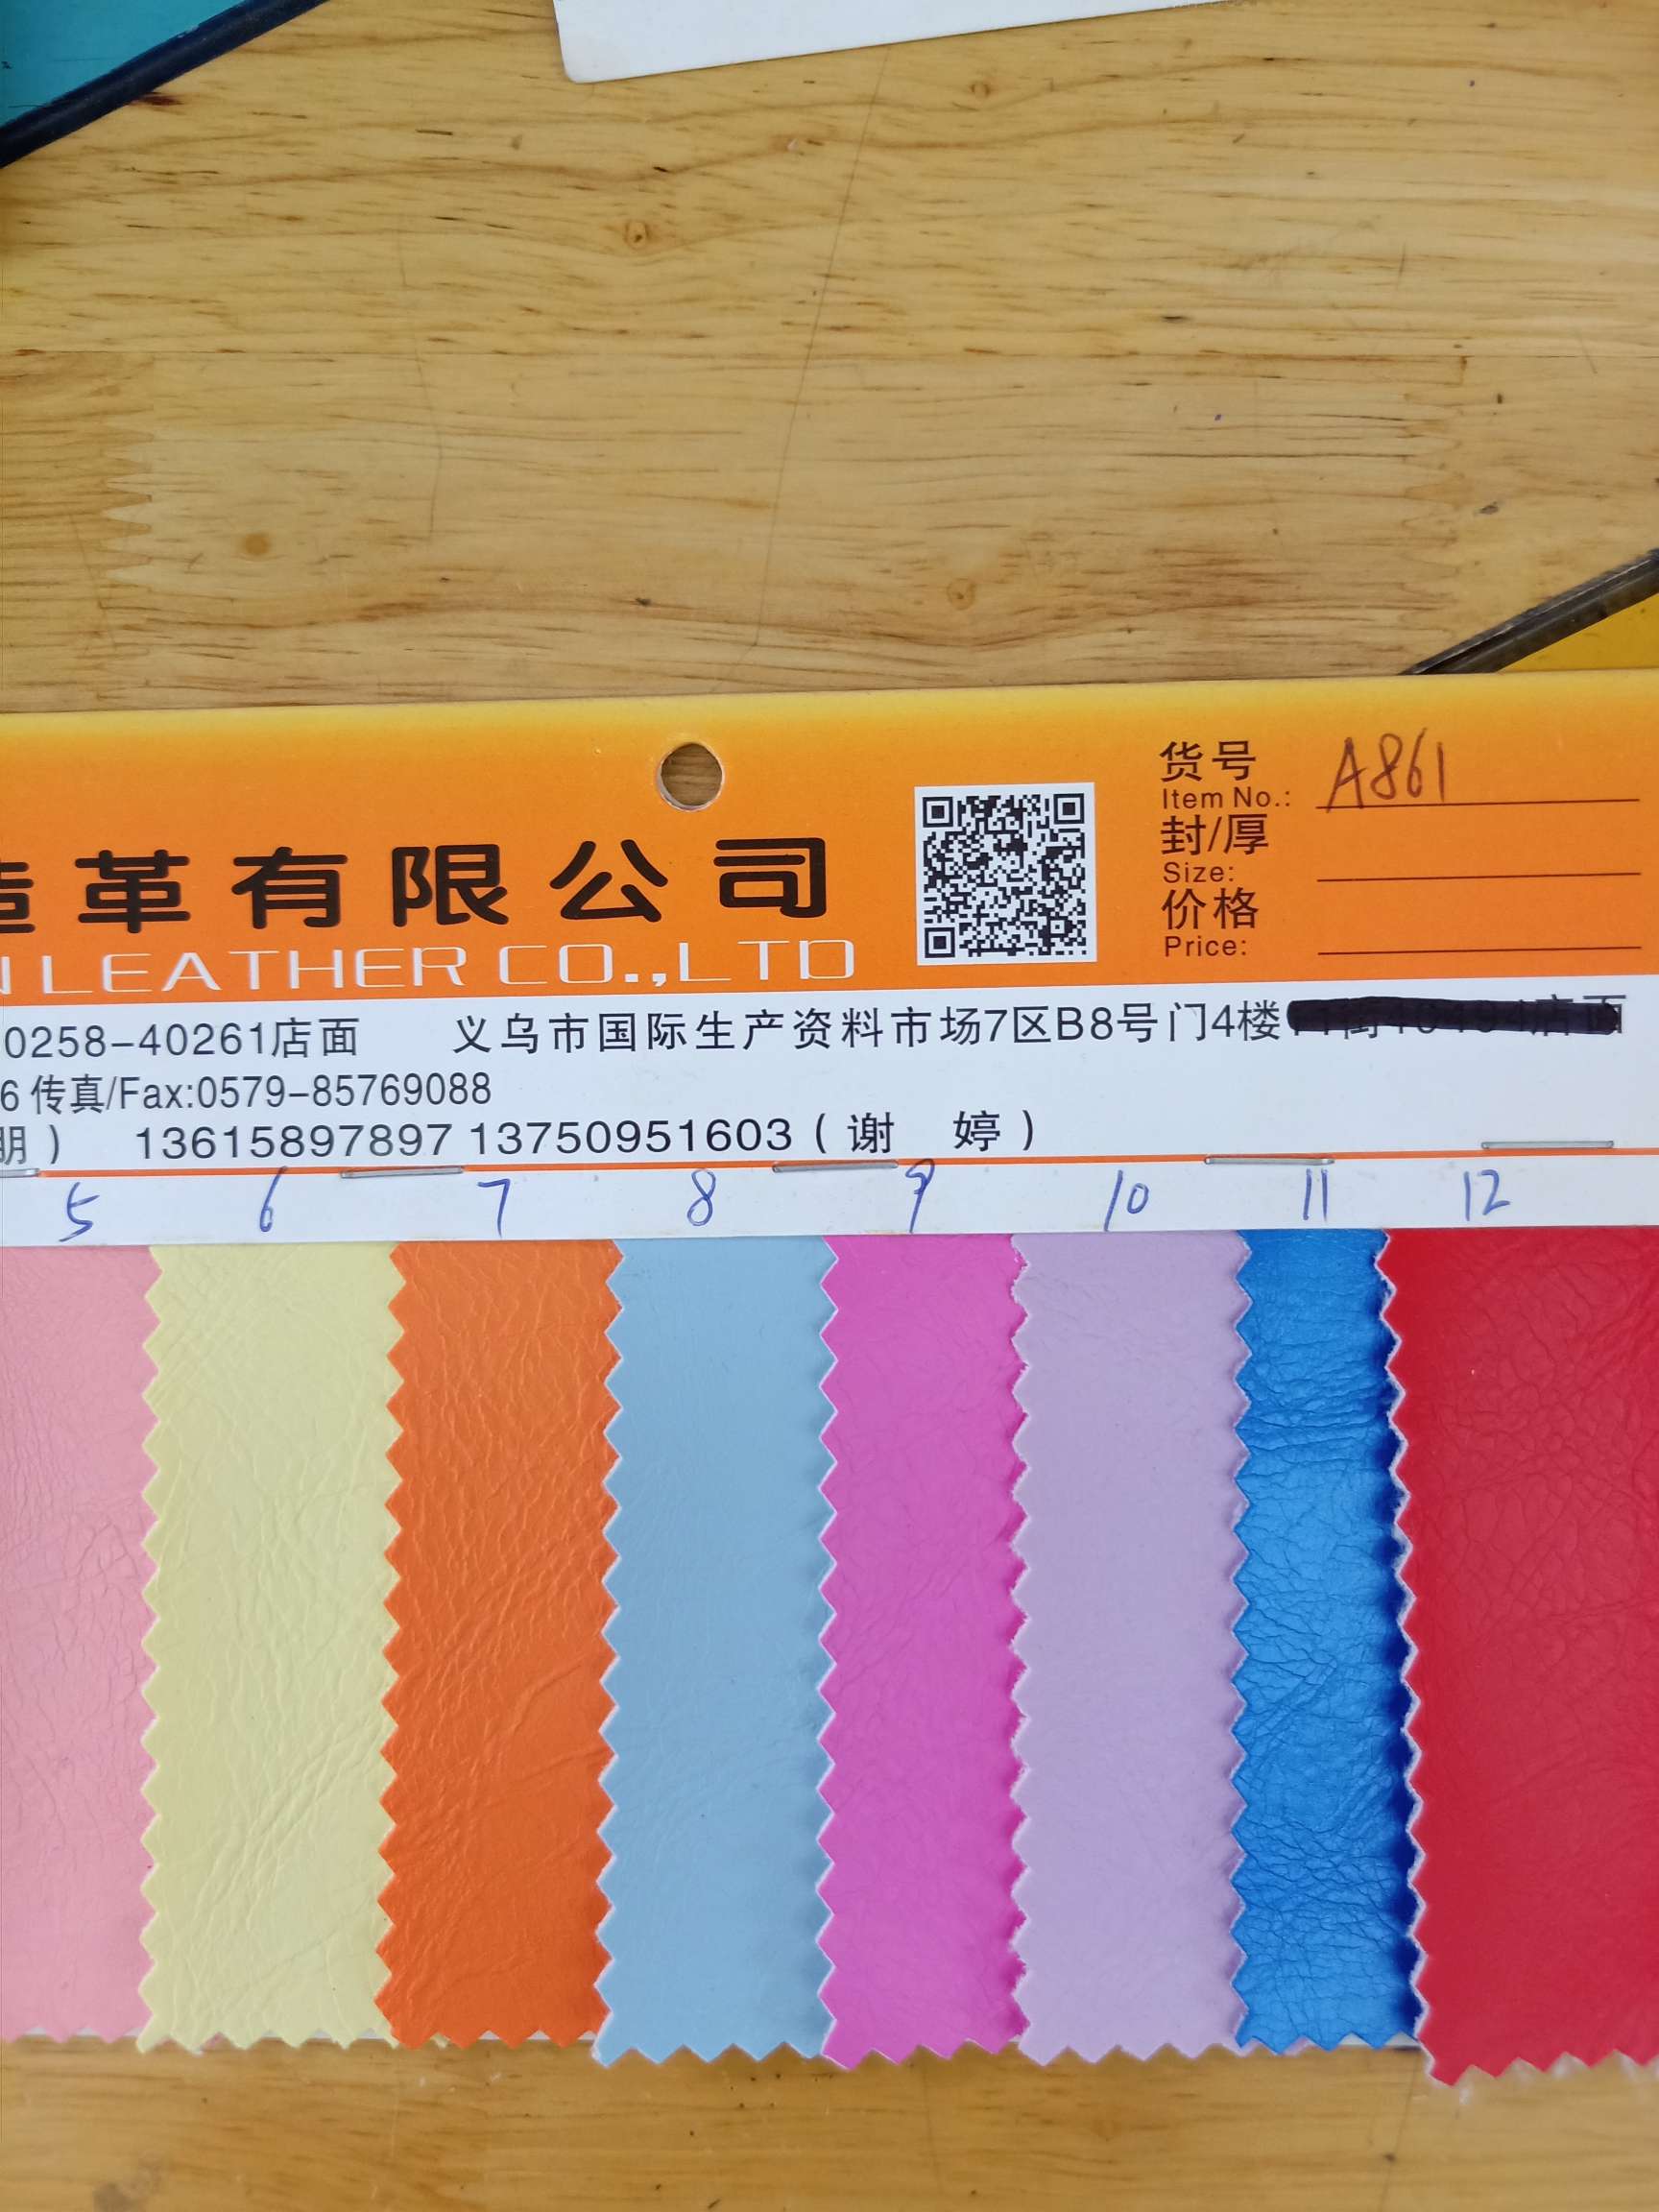 货号 A861
Item No.:
封/厚
Size:
价格
Price:
造革有限公司
N LEATHER CO.,LTD
0258-40261店面 义乌市国际生产资料市场7区B8号门4楼
6 传真/Fax:0579-85769088
朋) 13615897897 13750951603(谢 婷)
5 6 7 8 9 10 11 12